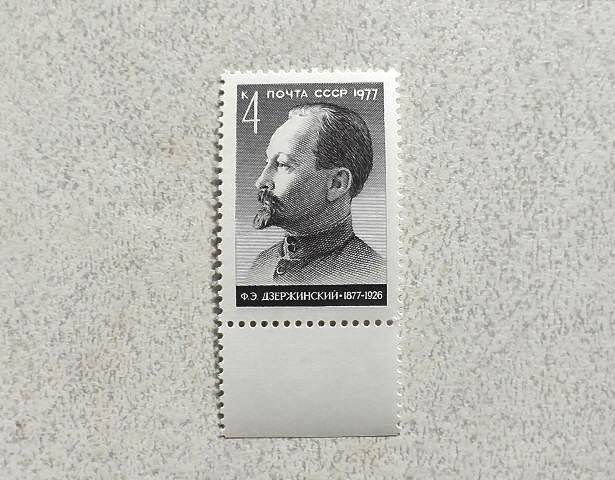 К ПОЧТА СССР 1977
4
Ф.Э. ДЗЕРЖИНСКИЙ•1877-1926